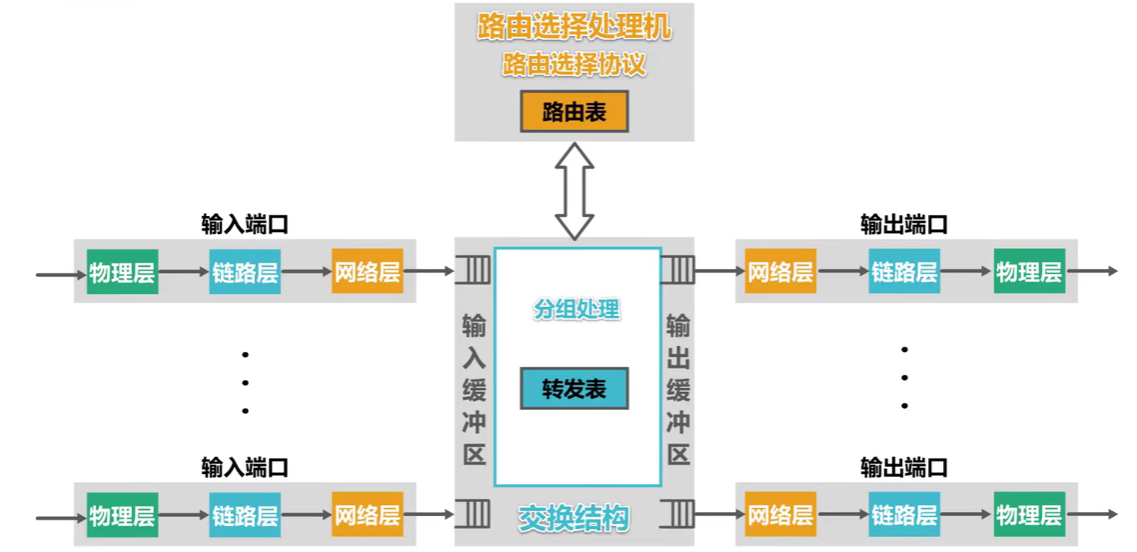 路由选择处理机
路由选择协议
路由表
输入端口
输出端口
物理层
链路层
网络层
网络层
链路层
物理层
分组处理
输入缓冲区
输出缓冲区
转发表
输入端口
输出端口
物理层
链路层
网络层
交换结构
网络层
链路层
物理层